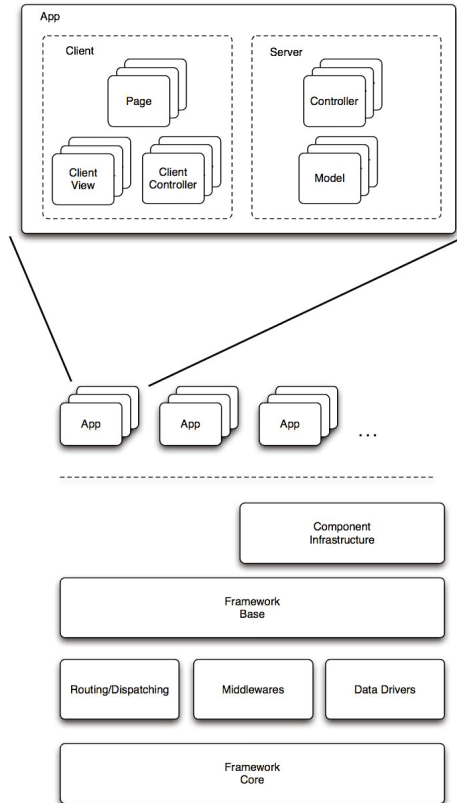 App
Client
Server
Page
Controller
Client
View
Client
Controller
Model
App
App
App
...
Component
Infrastructure
Framework
Base
Routing/Dispatching
Middlewares
Data Drivers
Framework
Core